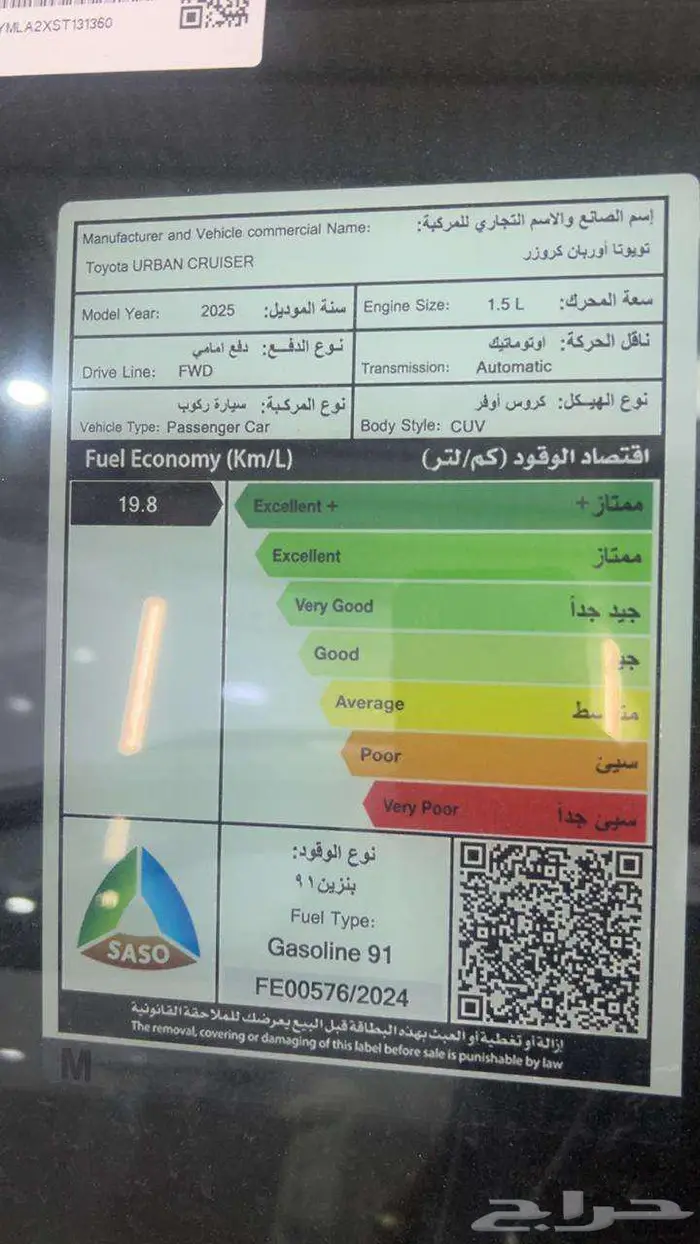 YMLA2XST131360
إسم الصانع والاسم التجاري للمركبة:
Manufacturer and Vehicle commercial Name:
تويوتا أوربان كروزر
Toyota URBAN CRUISER
Model Year: 2025 سنة الموديل:
Engine Size: 1.5 L سعة المحرك:
نوع الدفع: دفع امامي
Drive Line: FWD
ناقل الحركة: اوتوماتيك
Transmission: Automatic
نوع المركبة: سيارة ركوب
Vehicle Type: Passenger Car
نوع الهيكل: كروس أوفر
Body Style: CUV
Fuel Economy (Km/L) اقتصاد الوقود (كم/لتر)
19.8
Excellent + ممتاز +
Excellent ممتاز
Very Good جيد جداً
Good
Average
Poor سيئ
Very Poor سيئ جداً
SASO
نوع الوقود:
بنزين ٩١
Fuel Type:
Gasoline 91
FE00576/2024
إزالة أو تغطية أو العبث بهذه البطاقة قبل البيع يعرضك للملاحقة القانونية
The removal, covering or damaging of this label before sale is punishable by law
M
حراج